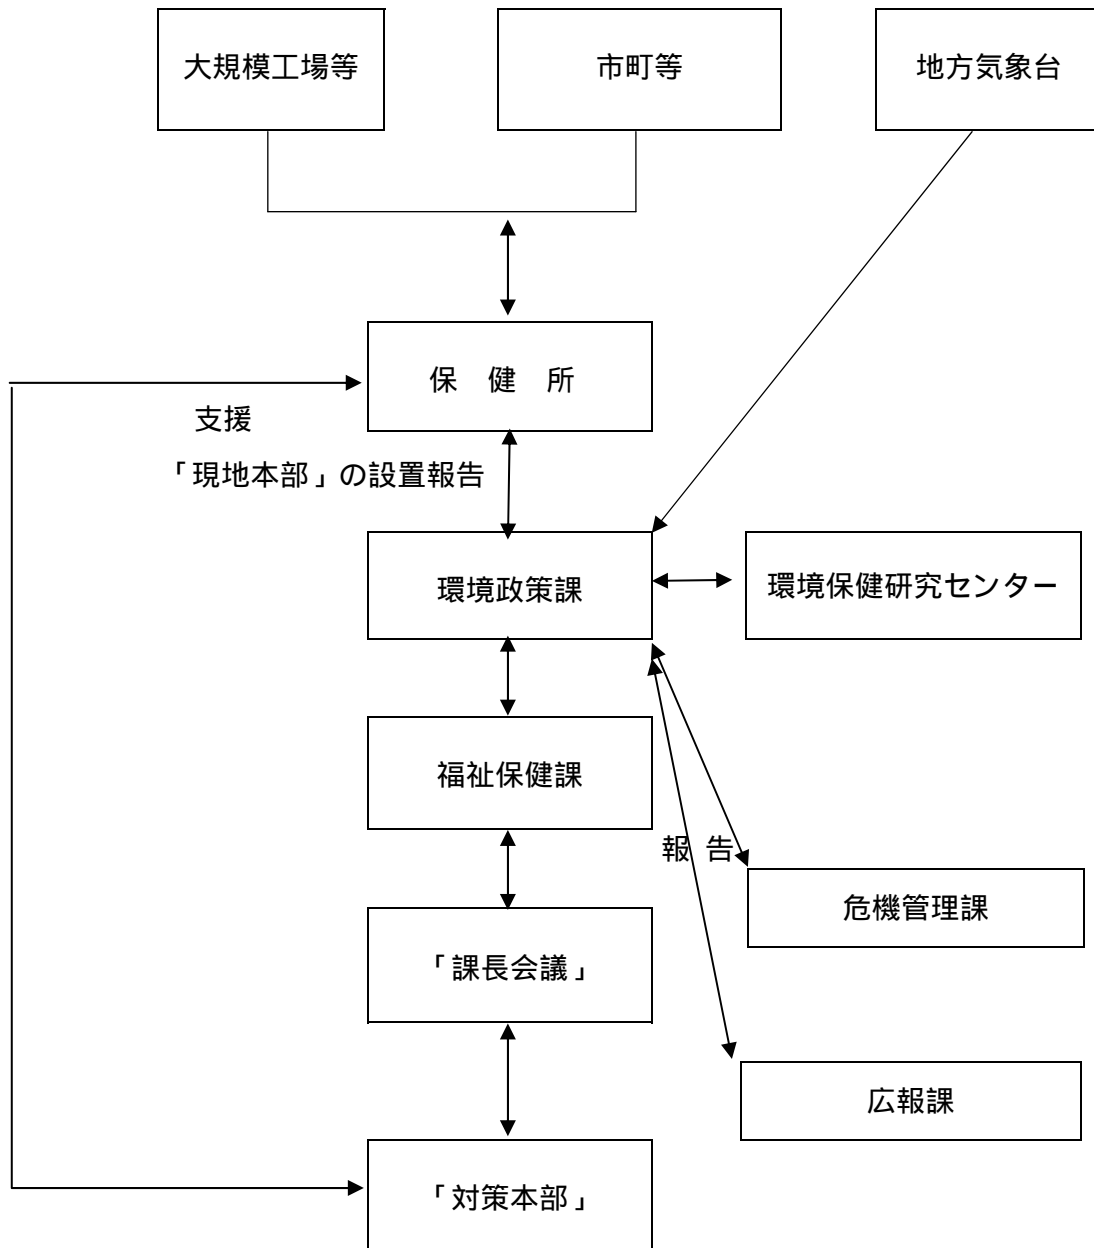 大規模工場等
市町等
地方気象台
保　健　所
支援
「現地本部」の設置報告
環境政策課
環境保健研究センター
福祉保健課
報 告
危機管理課
「課長会議」
広報課
「対策本部」